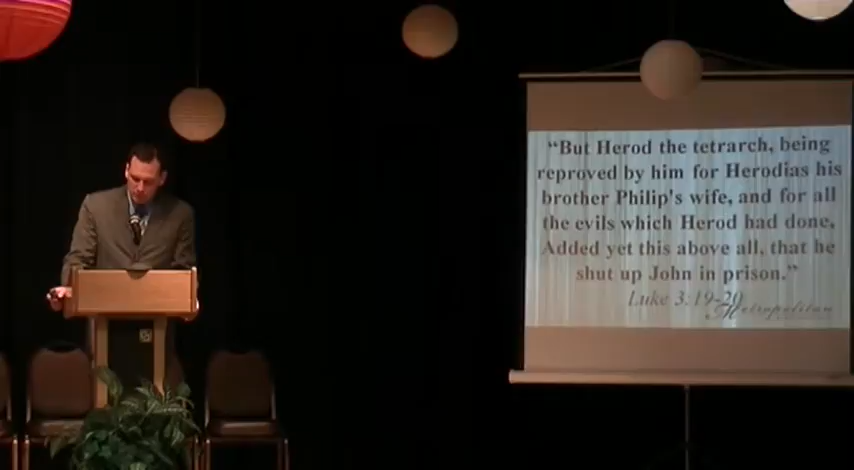 “But Herod the tetrarch, being
reproved by him for Herodias his
brother Philip's wife, and for all
the evils which Herod had done,
Added yet this above all, that he
shut up John in prison.”
Luke 3:19-20
Metropolitan